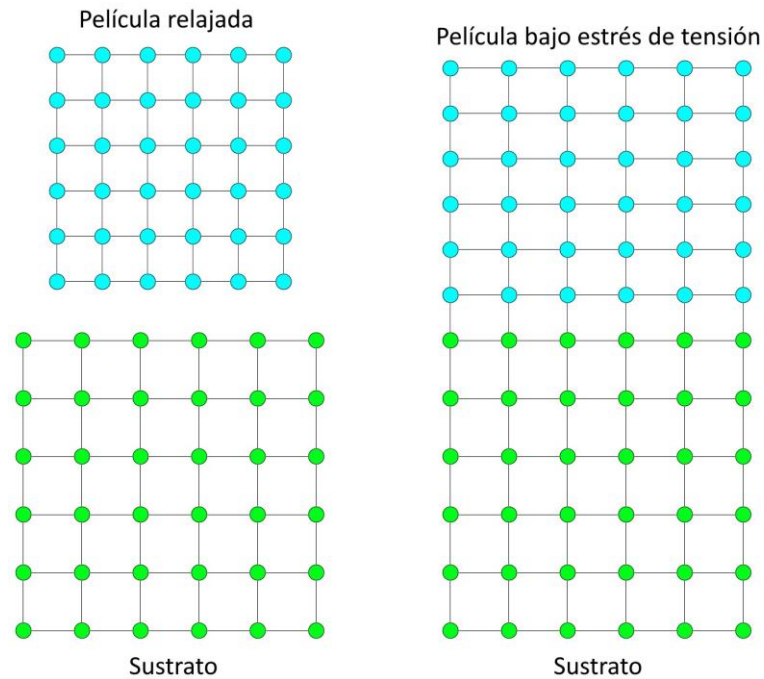 Película relajada
Película bajo estrés de tensión
Sustrato
Sustrato